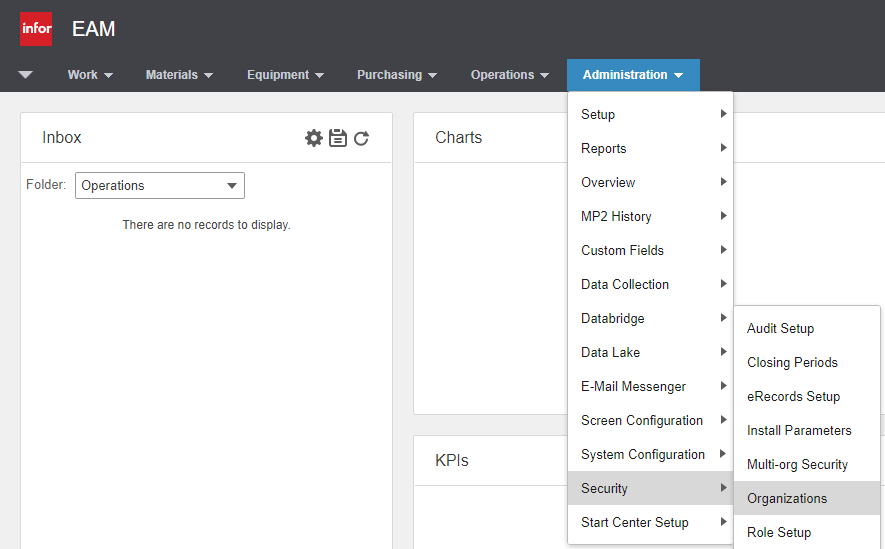 infor
EAM
Work
Materials
Equipment
Purchasing
Operations
Administration
Inbox
Folder: Operations
There are no records to display.
Charts
KPIs
Setup
Reports
Overview
MP2 History
Custom Fields
Data Collection
Databridge
Data Lake
E-Mail Messenger
Screen Configuration
System Configuration
Security
Start Center Setup
Audit Setup
Closing Periods
eRecords Setup
Install Parameters
Multi-org Security
Organizations
Role Setup